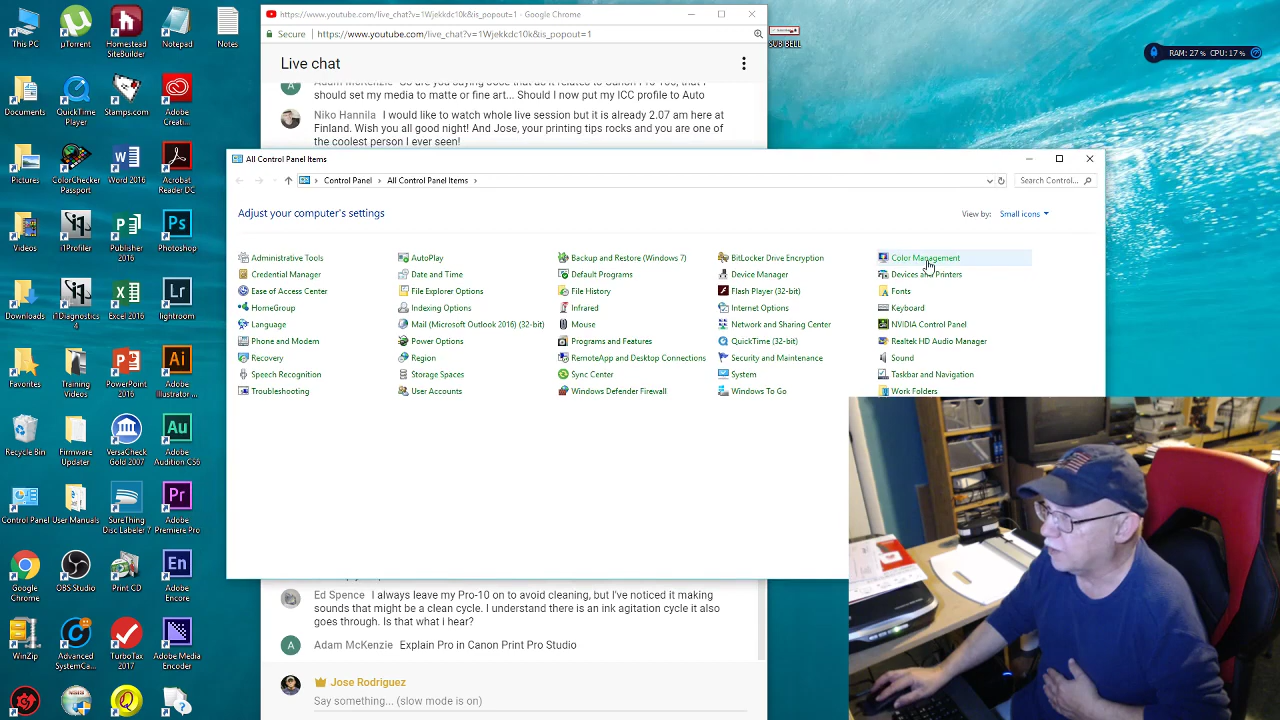 This PC
µTorrent
Homestead
SiteBuilder
Notepad
Notes
https://www.youtube.com/live_chat?v=1Wjekkdc10k&is_popout=1 - Google Chrome
Secure
https://www.youtube.com/live_chat?v=1Wjekkdc10k&is_popout=1
SUB BELL
RAM: 27 % CPU: 17 %
Live chat
should set my media to matte or fine art... Should I now put my ICC profile to Auto
Niko Hannila I would like to watch whole live session but it is already 2.07 am here at
Finland. Wish you all good night! And Jose, your printing tips rocks and you are one of
the coolest person I ever seen!
Documents
QuickTime
Player
Stamps.com
Adobe
Creati...
Pictures
ColorChecker
Passport
Word 2016
Acrobat
Reader DC
Videos
i1Profiler
Publisher
2016
Photoshop
Downloads
i1Diagnostics
4
Excel 2016
lightroom
Favorites
Training
Videos
PowerPoint
2016
Adobe
Illustrator ...
Recycle Bin
Firmware
Updater
VersaCheck
Gold 2007
Adobe
Audition CS6
Control Panel
User Manuals
SureThing
Disc Labeler 7
Adobe
Premiere Pro
Google
Chrome
OBS Studio
Print CD
Adobe
Encore
WinZip
Advanced
SystemCa...
TurboTax
2017
Adobe Media
Encoder
All Control Panel Items
Control Panel > All Control Panel Items >
Search Control...
Adjust your computer's settings
View by: Small icons
Administrative Tools
AutoPlay
Backup and Restore (Windows 7)
BitLocker Drive Encryption
Color Management
Credential Manager
Date and Time
Default Programs
Device Manager
Devices and Printers
Ease of Access Center
File Explorer Options
File History
Flash Player (32-bit)
Fonts
HomeGroup
Indexing Options
Infrared
Internet Options
Keyboard
Language
Mail (Microsoft Outlook 2016) (32-bit)
Mouse
Network and Sharing Center
NVIDIA Control Panel
Phone and Modem
Power Options
Programs and Features
QuickTime (32-bit)
Realtek HD Audio Manager
Recovery
Region
RemoteApp and Desktop Connections
Security and Maintenance
Sound
Speech Recognition
Storage Spaces
Sync Center
System
Taskbar and Navigation
Troubleshooting
User Accounts
Windows Defender Firewall
Windows To Go
Work Folders
Ed Spence I always leave my Pro-10 on to avoid cleaning, but I've noticed it making
sounds that might be a clean cycle. I understand there is an ink agitation cycle it also
goes through. Is that what i hear?
A Adam McKenzie Explain Pro in Canon Print Pro Studio
Jose Rodriguez
Say something... (slow mode is on)